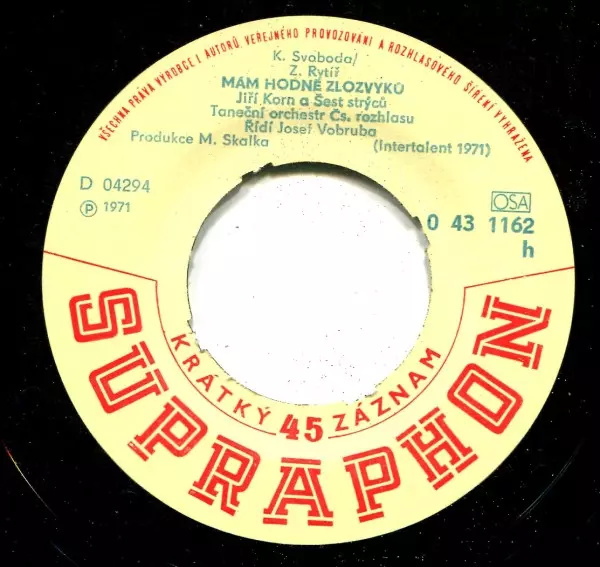 VŠECHNA PRÁVA VÝROBCE I AUTORŮ VEŘEJNÉHO PROVOZOVÁNÍ A ROZHLASOVÉHO ŠÍŘENÍ VYHRAŽENA
K. Svoboda/
Z. Rytíř
MÁM HODNĚ ZLOZVYKŮ
Jiří Korn a Šest strýců
Taneční orchestr Čs. rozhlasu
Řídí Josef Vobruba
Produkce M. Skalka (Intertalent 1971)
D 04294 OSA
℗ 1971 0 43 1162
h
KRÁTKÝ 45 ZÁZNAM
SUPRAPHON